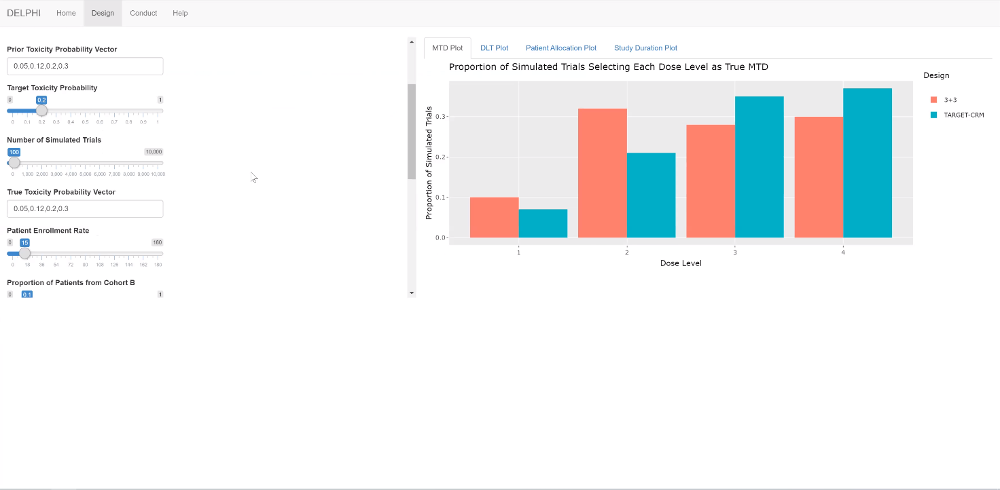 DELPHI Home Design Conduct Help
Prior Toxicity Probability Vector
0.05,0.12,0.2,0.3
Target Toxicity Probability
0 0.2 1
0 0.1 0.2 0.3 0.4 0.5 0.6 0.7 0.8 0.9 1
Number of Simulated Trials
100 10,000
0 1,000 2,000 3,000 4,000 5,000 6,000 7,000 8,000 9,000 10,000
True Toxicity Probability Vector
0.05,0.12,0.2,0.3
Patient Enrollment Rate
0 15 180
0 18 36 54 72 90 108 126 144 162 180
Proportion of Patients from Cohort B
0 0.1 1
MTD Plot DLT Plot Patient Allocation Plot Study Duration Plot
Proportion of Simulated Trials Selecting Each Dose Level as True MTD
Proportion of Simulated Trials
0.3
0.2
0.1
0.0
1 2 3 4
Dose Level
Design
3+3
TARGET-CRM